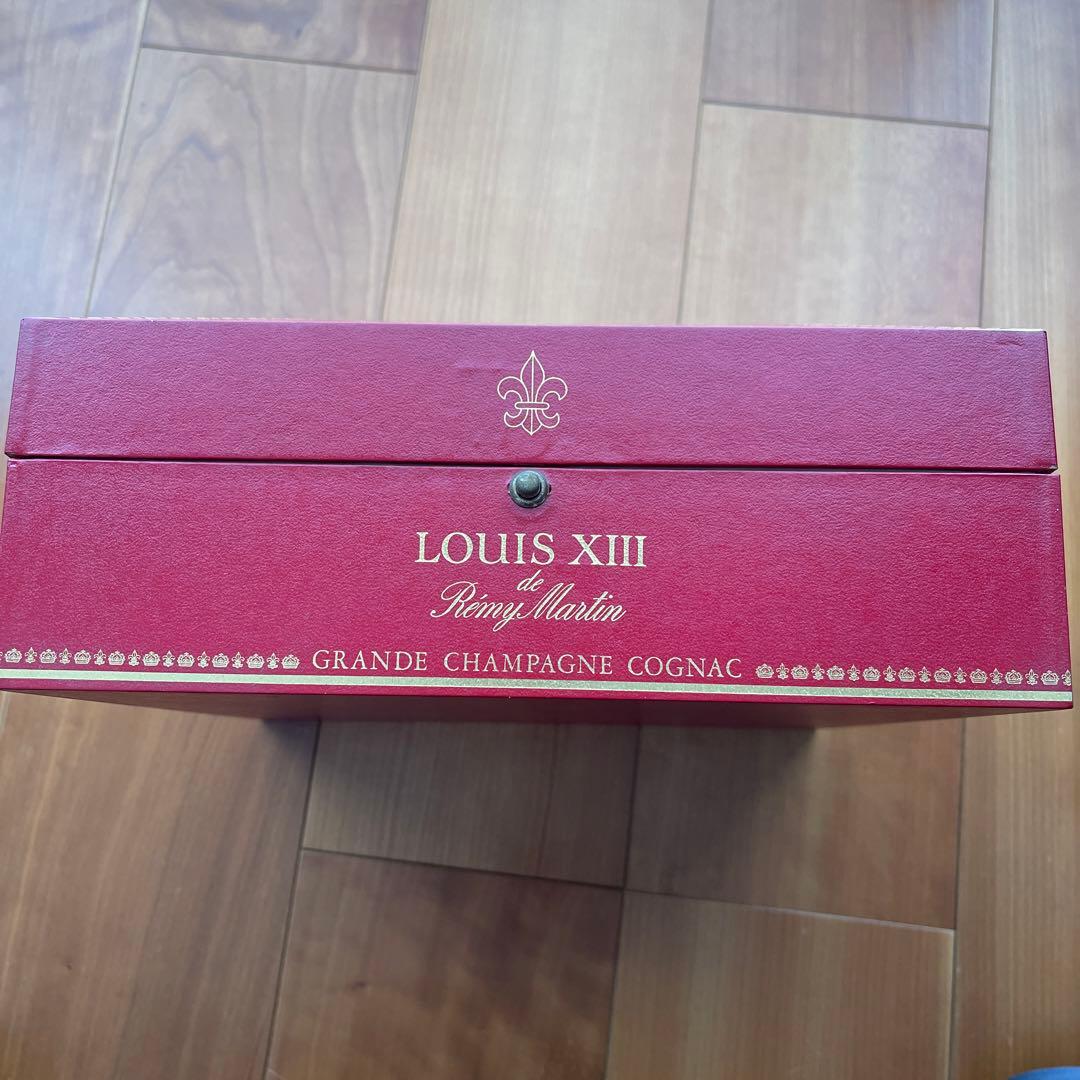 LOUIS XIII
de
Rémy Martin
GRANDE CHAMPAGNE COGNAC